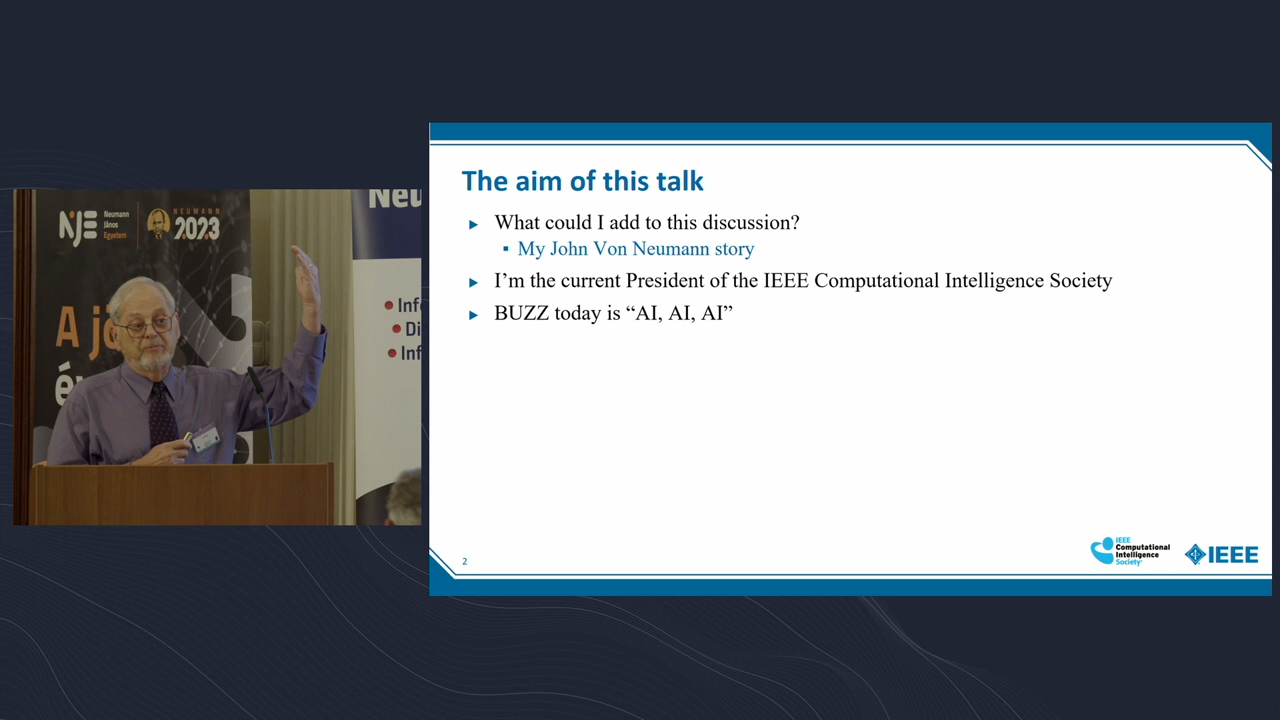 NJE
Neumann
János
Egyetem
NEUMANN
2023
A jö
é
Neu
Inf
Di
Inf
The aim of this talk
What could I add to this discussion?
My John Von Neumann story
I’m the current President of the IEEE Computational Intelligence Society
BUZZ today is “AI, AI, AI”
2
IEEE
Computational
Intelligence
Society
IEEE